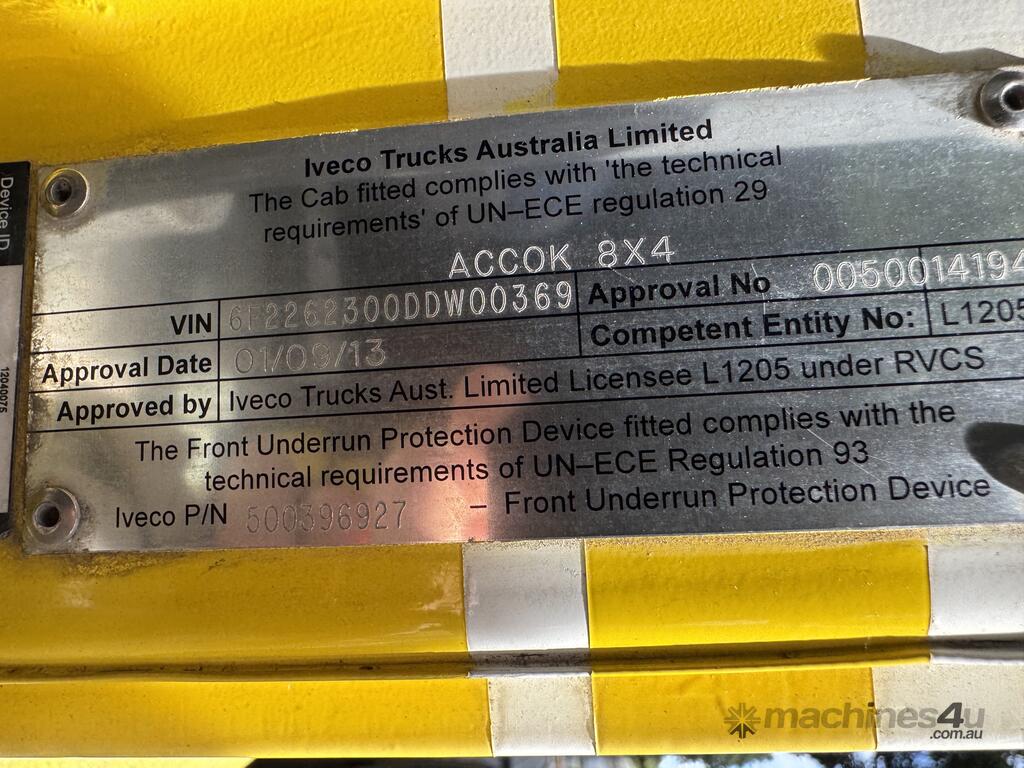 Iveco Trucks Australia Limited
The Cab fitted complies with 'the technical
requirements' of UN–ECE regulation 29
ACCOK 8X4
VIN 6F2262300DDW00369 Approval No 0050014194
Approval Date 01/09/13 Competent Entity No: L1205
Approved by Iveco Trucks Aust. Limited Licensee L1205 under RVCS
The Front Underrun Protection Device fitted complies with the
technical requirements of UN–ECE Regulation 93
Iveco P/N 500396927 – Front Underrun Protection Device
Device ID
12040075
machines4u
.com.au